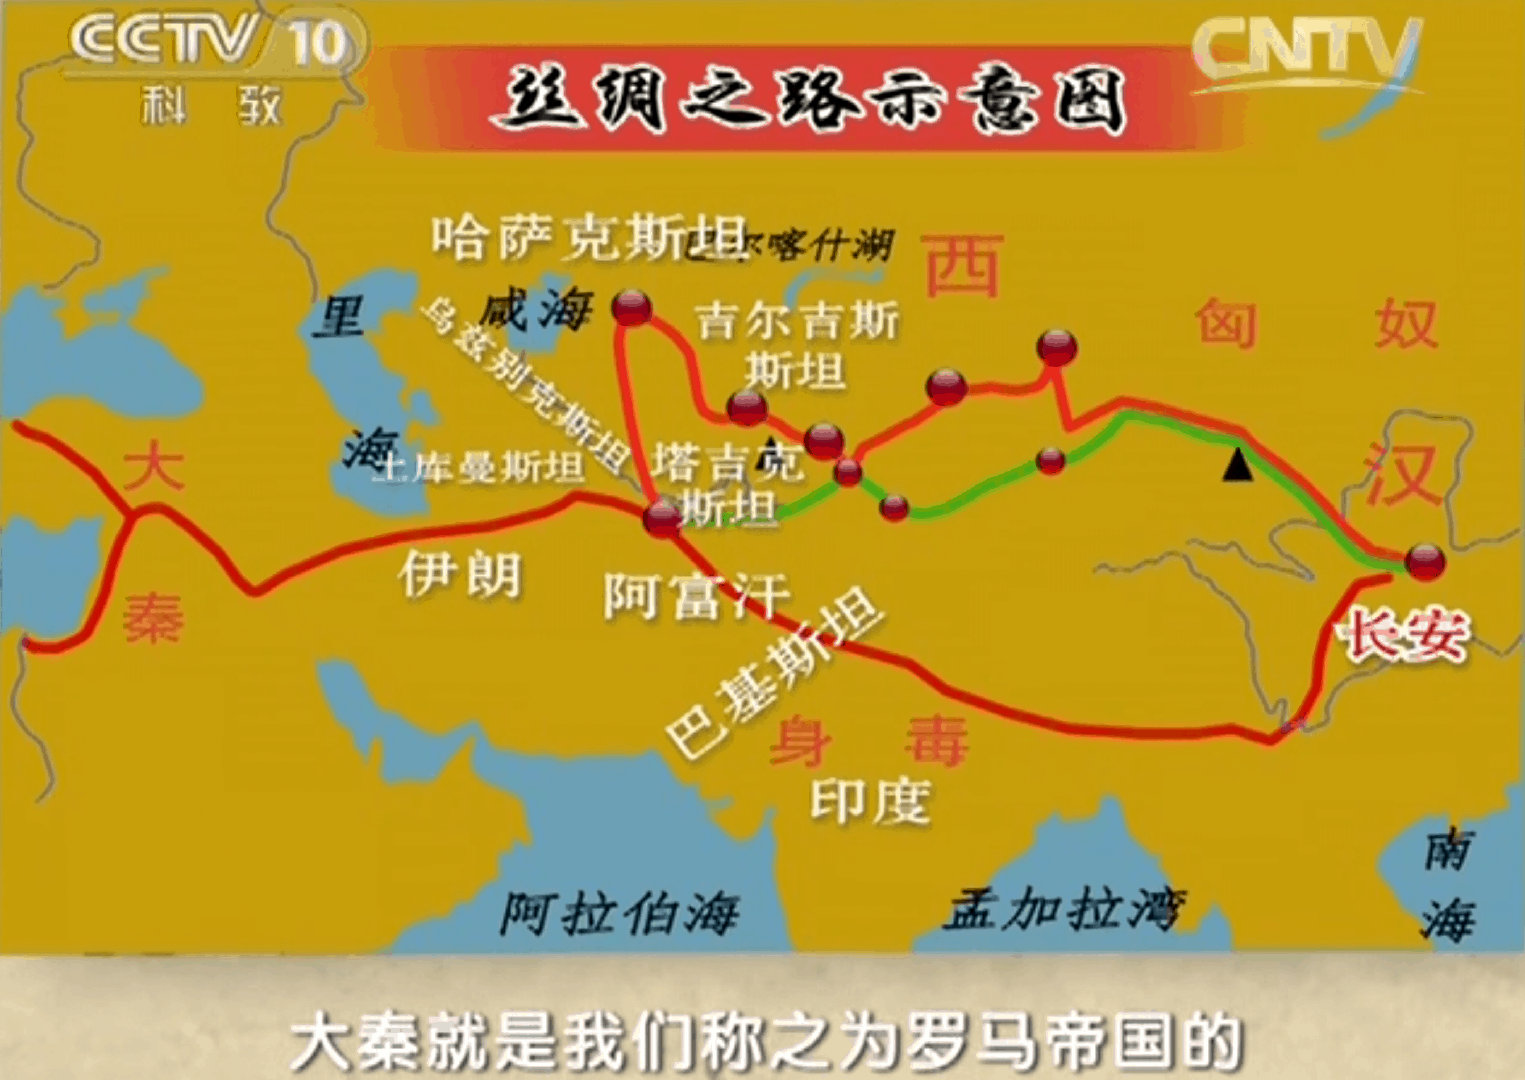 CCTV 10
科 教
CNTV
丝绸之路示意图
哈萨克斯坦
巴尔喀什湖
西
匈 奴
里
海
咸海
乌兹别克斯坦
吉尔吉斯
斯坦
大
秦
土库曼斯坦
塔吉克
斯坦
汉
伊朗
阿富汗
巴基斯坦
长安
身 毒
印度
阿拉伯海
孟加拉湾
南
海
大秦就是我们称之为罗马帝国的